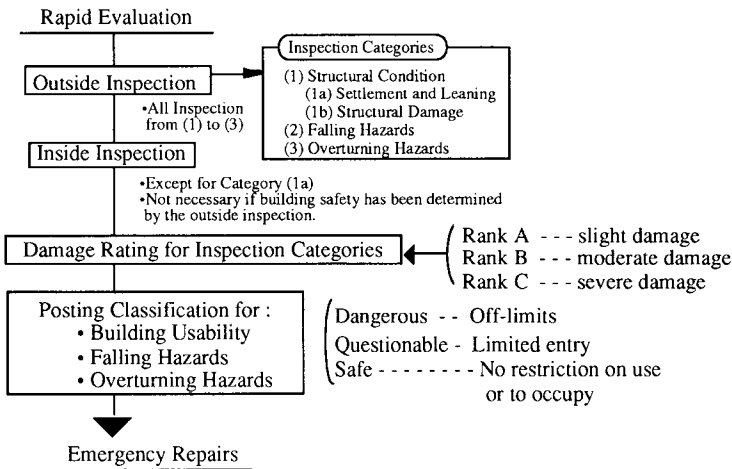 Rapid Evaluation
Outside Inspection
•All Inspection
from (1) to (3)
Inspection Categories
(1) Structural Condition
(1a) Settlement and Leaning
(1b) Structural Damage
(2) Falling Hazards
(3) Overturning Hazards
Inside Inspection
•Except for Category (1a)
•Not necessary if building safety has been determined
by the outside inspection.
Damage Rating for Inspection Categories
Rank A - - - slight damage
Rank B - - - moderate damage
Rank C - - - severe damage
Posting Classification for :
• Building Usability
• Falling Hazards
• Overturning Hazards
Dangerous - - Off-limits
Questionable - Limited entry
Safe - - - - - - - - No restriction on use
or to occupy
Emergency Repairs